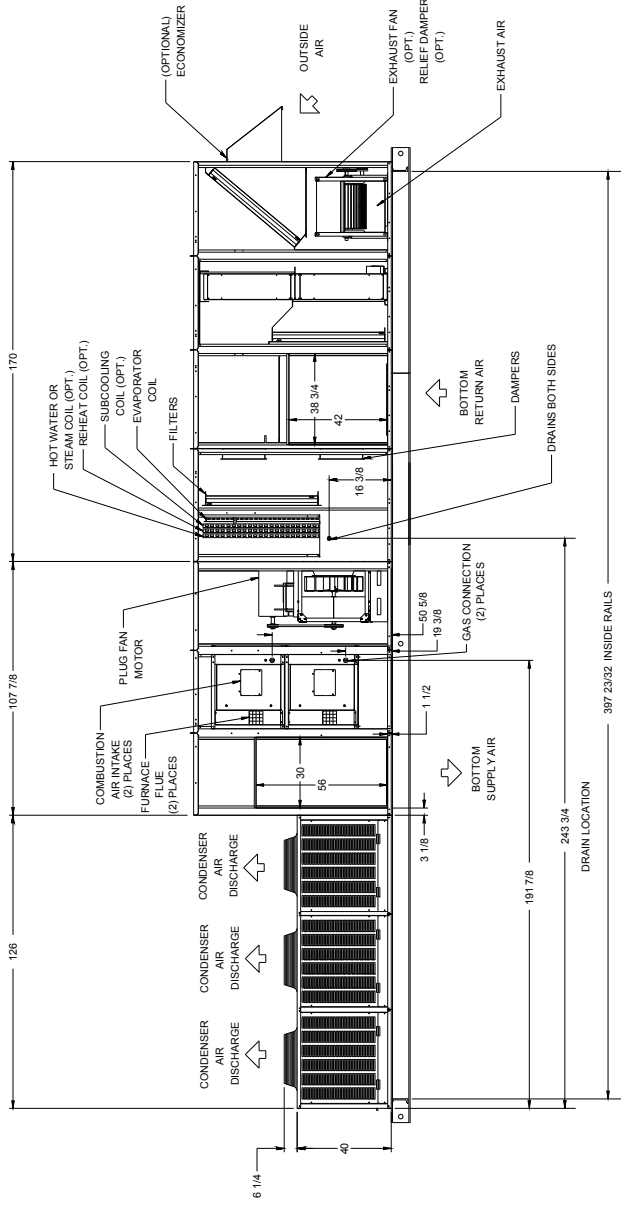 126
107 7/8
170
HOT WATER OR
STEAM COIL (OPT.)
REHEAT COIL (OPT.)
SUBCOOLING
COIL (OPT.)
EVAPORATOR
COIL
FILTERS
PLUG FAN
MOTOR
COMBUSTION
AIR INTAKE
(2) PLACES
FURNACE
FLUE
(2) PLACES
(OPTIONAL)
ECONOMIZER
OUTSIDE
AIR
EXHAUST FAN
(OPT.)
RELIEF DAMPER
(OPT.)
EXHAUST AIR
CONDENSER
AIR
DISCHARGE
CONDENSER
AIR
DISCHARGE
CONDENSER
AIR
DISCHARGE
6 1/4
40
30
56
38 3/4
42
16 3/8
3 1/8
1 1/2
50 5/8
19 3/8
GAS CONNECTION
(2) PLACES
BOTTOM
SUPPLY AIR
BOTTOM
RETURN AIR
DAMPERS
DRAINS BOTH SIDES
191 7/8
243 3/4
DRAIN LOCATION
397 23/32 INSIDE RAILS